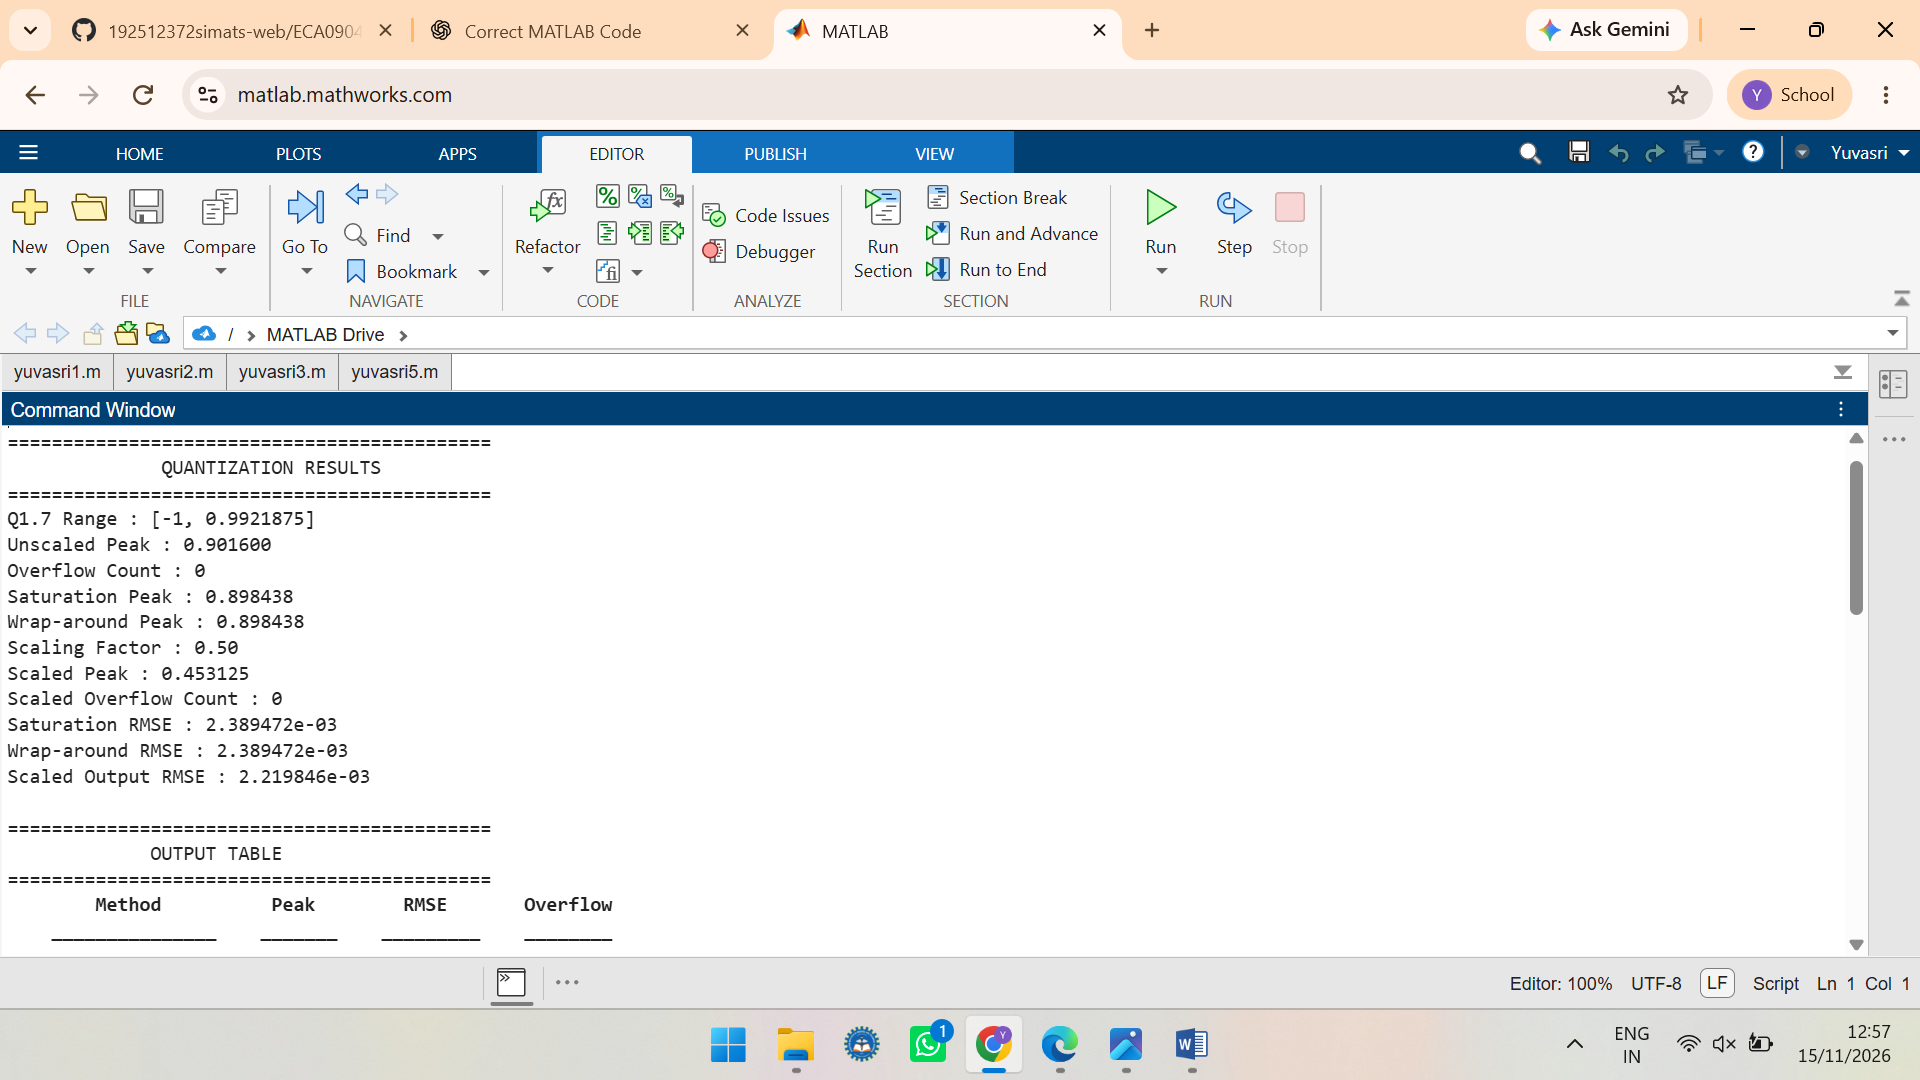 192512372simats-web/ECA0904
Correct MATLAB Code
MATLAB
Ask Gemini
matlab.mathworks.com
Y School
HOME PLOTS APPS EDITOR PUBLISH VIEW
Yuvasri
New Open Save Compare
FILE
Go To Find Bookmark
NAVIGATE
Refactor
CODE
Code Issues
Debugger
ANALYZE
Run Section
Section Break
Run and Advance
Run to End
SECTION
Run Step Stop
RUN
/ › MATLAB Drive ›
yuvasri1.m yuvasri2.m yuvasri3.m yuvasri5.m
Command Window
============================================
QUANTIZATION RESULTS
============================================
Q1.7 Range : [-1, 0.9921875]
Unscaled Peak : 0.901600
Overflow Count : 0
Saturation Peak : 0.898438
Wrap-around Peak : 0.898438
Scaling Factor : 0.50
Scaled Peak : 0.453125
Scaled Overflow Count : 0
Saturation RMSE : 2.389472e-03
Wrap-around RMSE : 2.389472e-03
Scaled Output RMSE : 2.219846e-03
============================================
OUTPUT TABLE
============================================
Method Peak RMSE Overflow
Editor: 100% UTF-8 LF Script Ln 1 Col 1
1
W
ENG
IN
12:57
15/11/2026